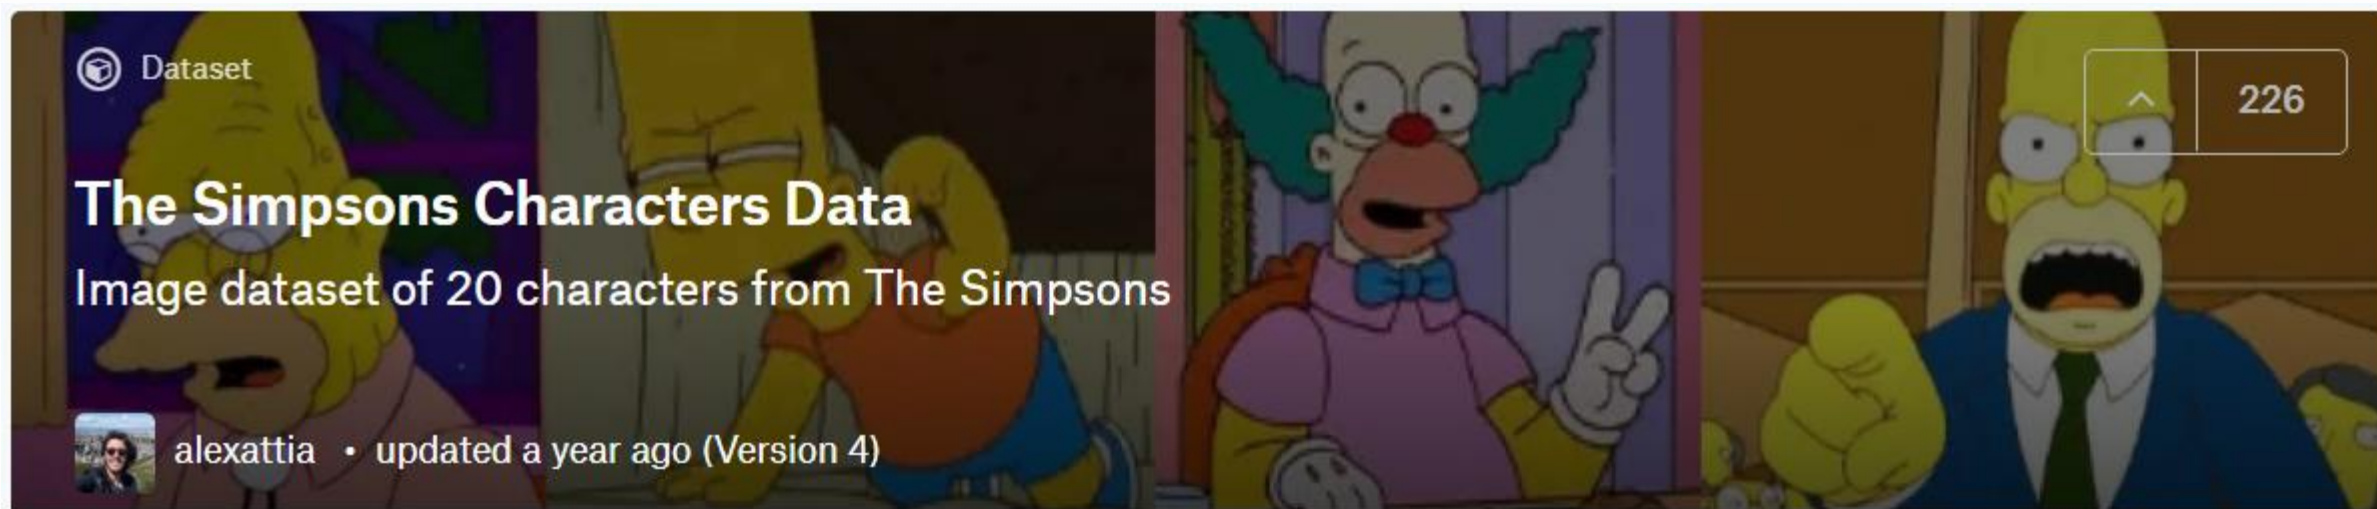 Dataset
226
The Simpsons Characters Data
Image dataset of 20 characters from The Simpsons
alexattia • updated a year ago (Version 4)